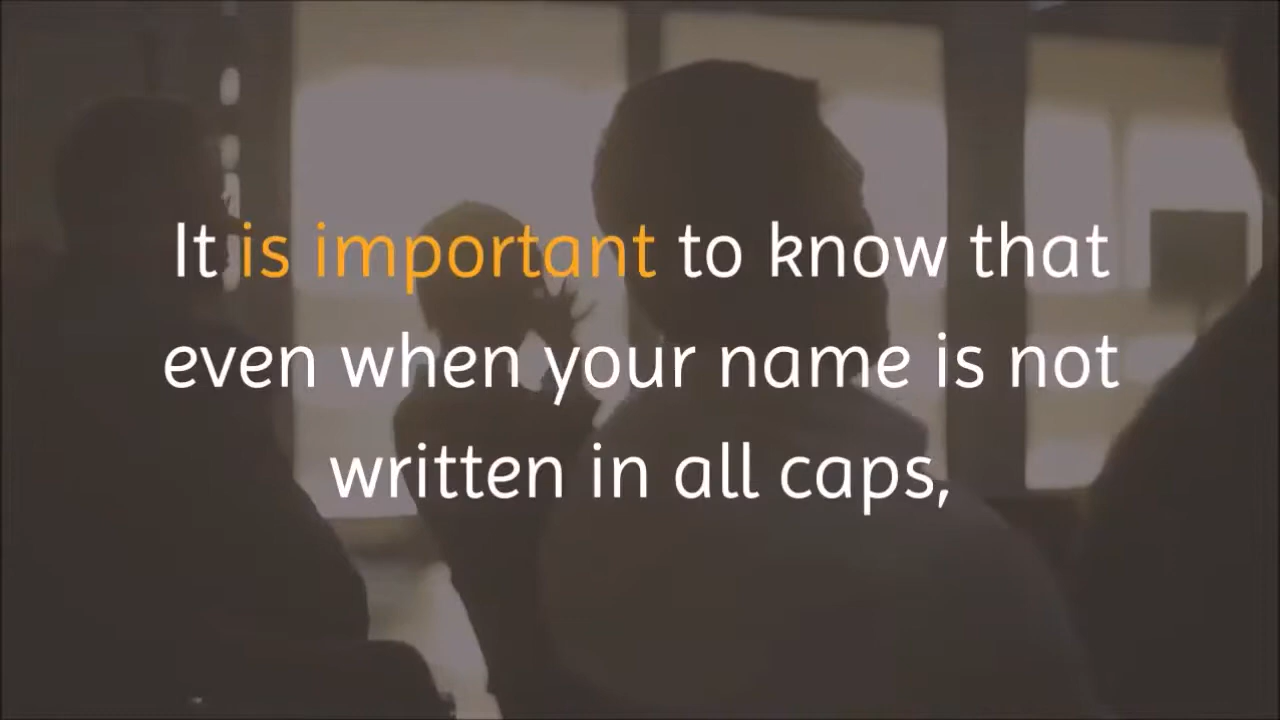 It is important to know that
even when your name is not
written in all caps,